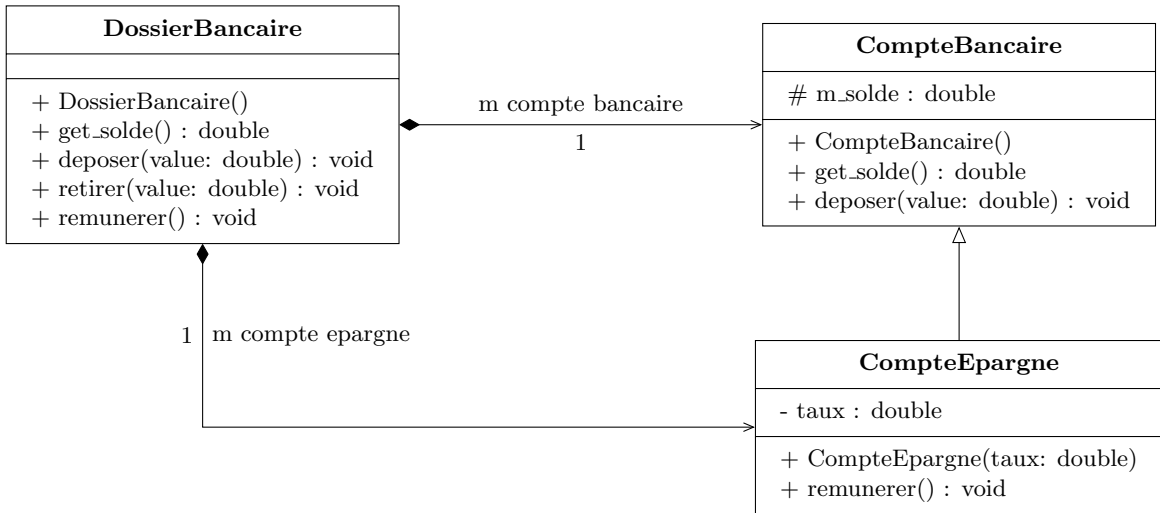 DossierBancaire
+ DossierBancaire()
+ get_solde() : double
+ deposer(value: double) : void
+ retirer(value: double) : void
+ remunerer() : void
m compte bancaire
1
CompteBancaire
# m_solde : double
+ CompteBancaire()
+ get_solde() : double
+ deposer(value: double) : void
1 m compte epargne
CompteEpargne
- taux : double
+ CompteEpargne(taux: double)
+ remunerer() : void